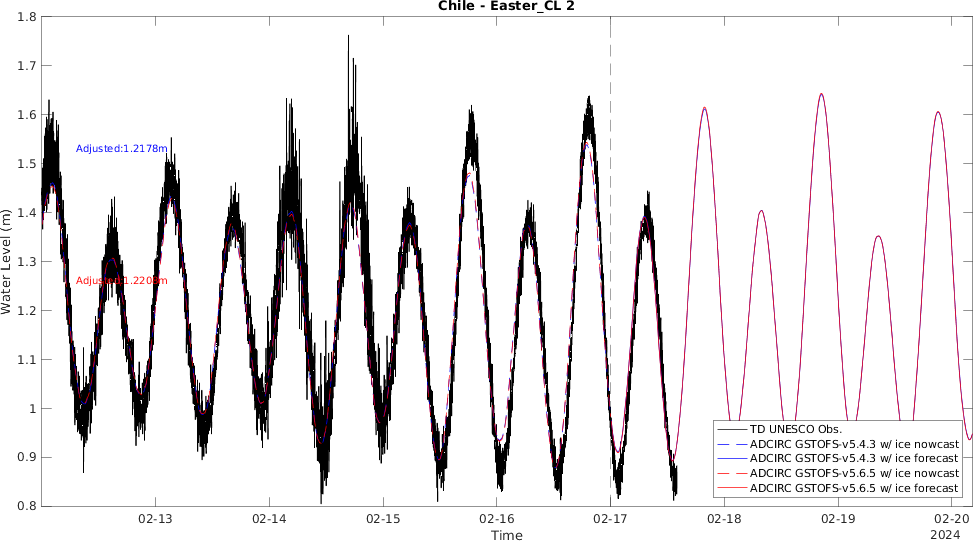 Chile - Easter_CL 2
1.8
1.7
1.6
1.5
1.4
1.3
1.2
1.1
1
0.9
0.8
Water Level (m)
Adjusted:1.2178m
Adjusted:1.2208m
TD UNESCO Obs.
ADCIRC GSTOFS-v5.4.3 w/ ice nowcast
ADCIRC GSTOFS-v5.4.3 w/ ice forecast
ADCIRC GSTOFS-v5.6.5 w/ ice nowcast
ADCIRC GSTOFS-v5.6.5 w/ ice forecast
02-13 02-14 02-15 02-16 02-17 02-18 02-19 02-20
2024
Time